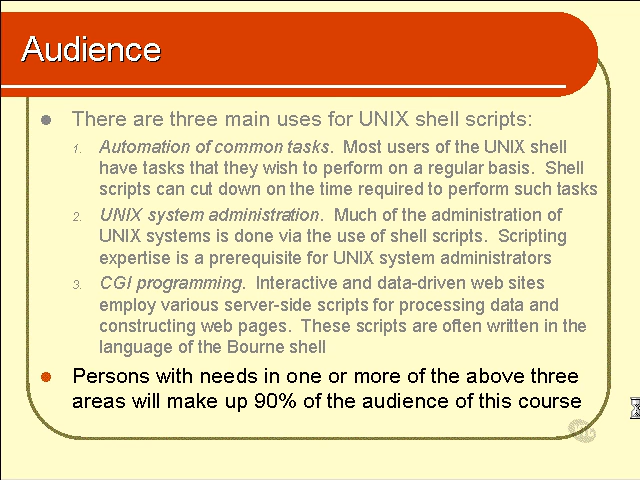 Audience
There are three main uses for UNIX shell scripts:
1. Automation of common tasks. Most users of the UNIX shell
have tasks that they wish to perform on a regular basis. Shell
scripts can cut down on the time required to perform such tasks
2. UNIX system administration. Much of the administration of
UNIX systems is done via the use of shell scripts. Scripting
expertise is a prerequisite for UNIX system administrators
3. CGI programming. Interactive and data-driven web sites
employ various server-side scripts for processing data and
constructing web pages. These scripts are often written in the
language of the Bourne shell
Persons with needs in one or more of the above three
areas will make up 90% of the audience of this course